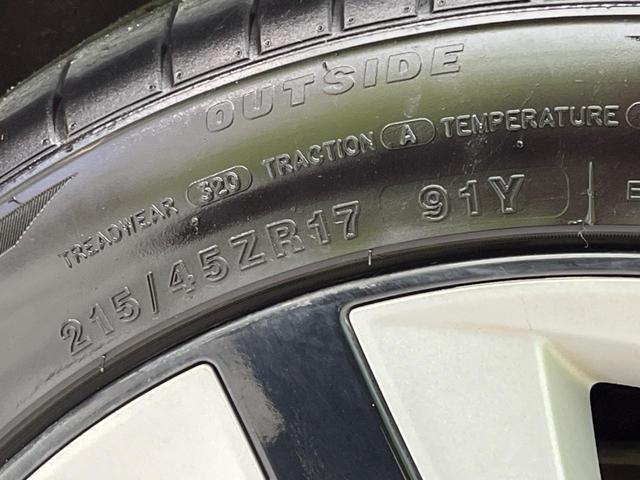 OUTSIDE
TREADWEAR 320 TRACTION A TEMPERATURE
215/45ZR17 91Y